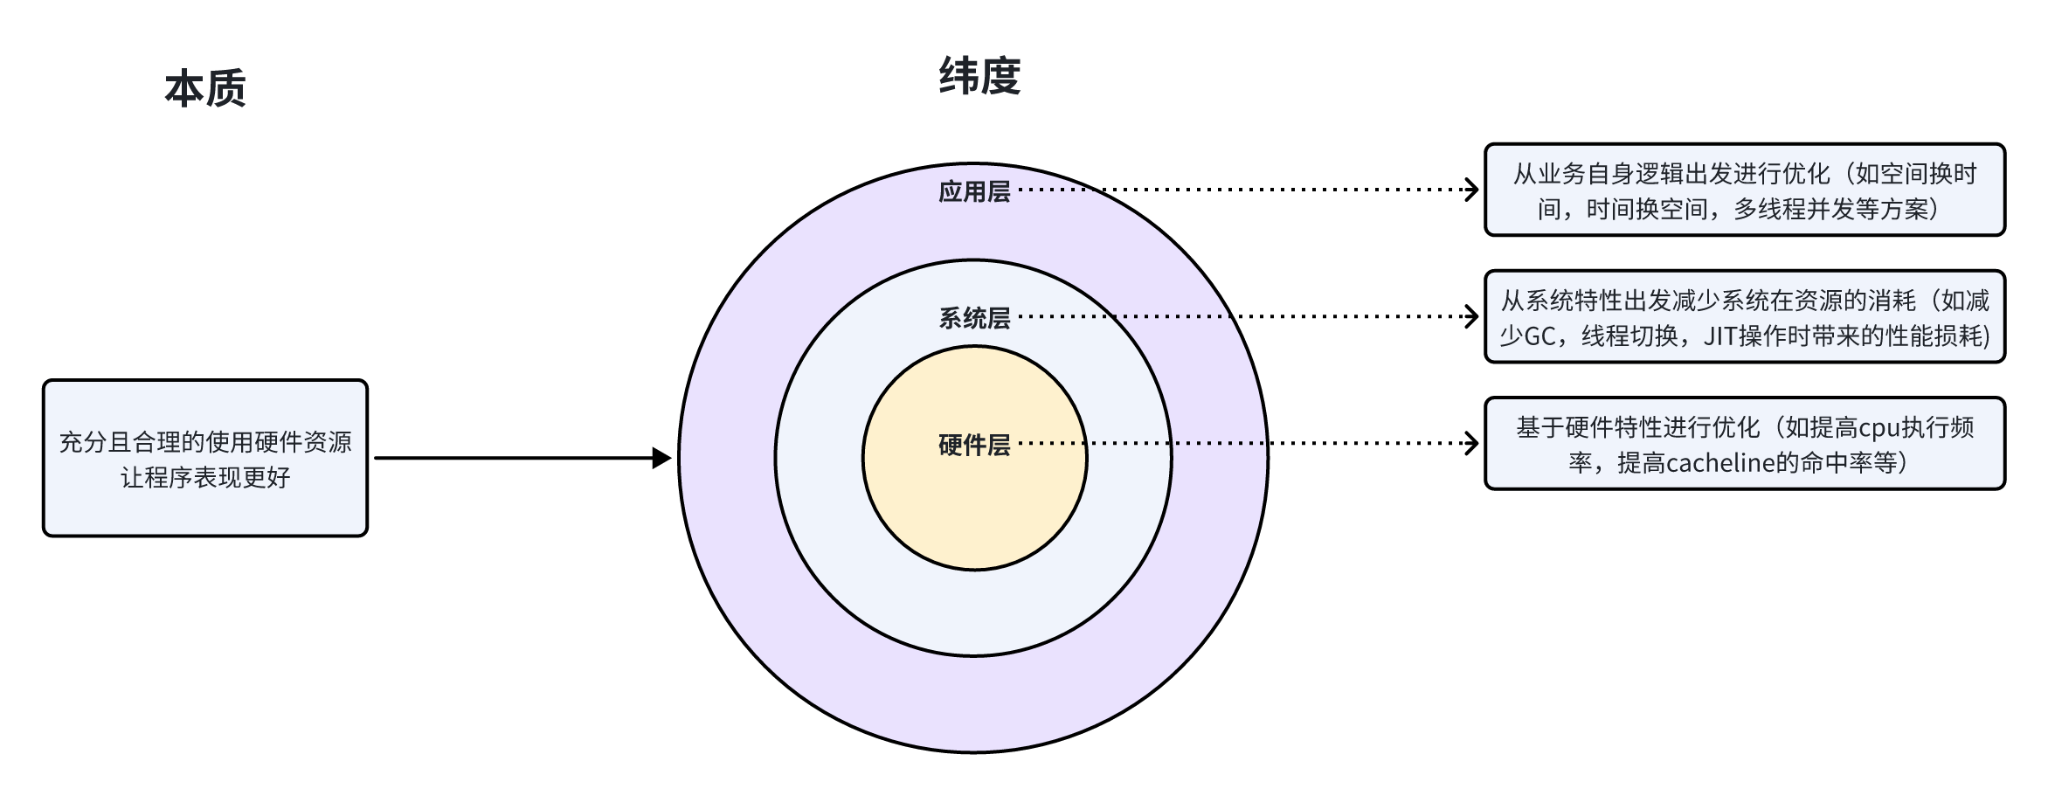 本质
纬度
充分且合理的使用硬件资源
让程序表现更好
应用层
系统层
硬件层
从业务自身逻辑出发进行优化（如空间换时
间，时间换空间，多线程并发等方案）
从系统特性出发减少系统在资源的消耗（如减
少GC，线程切换，JIT操作时带来的性能损耗)
基于硬件特性进行优化（如提高cpu执行频
率，提高cacheline的命中率等）